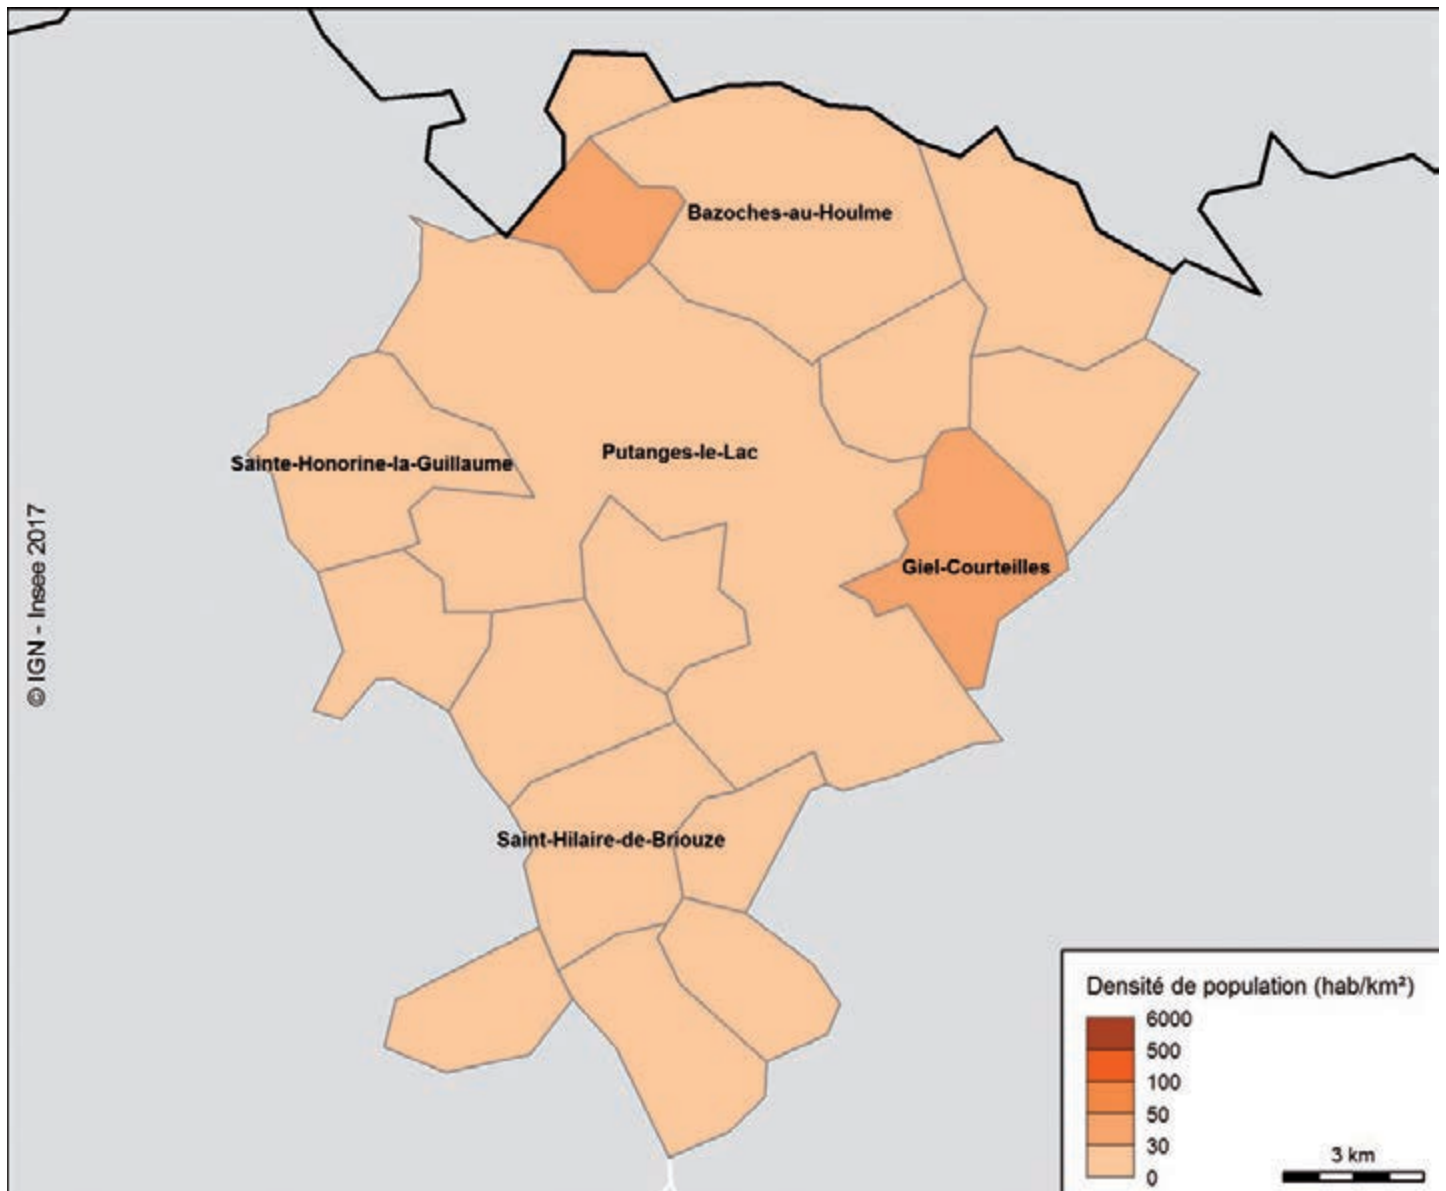 Bazoches-au-Houlme
Sainte-Honorine-la-Guillaume
Putanges-le-Lac
Giel-Courteilles
Saint-Hilaire-de-Briouze
© IGN - Insee 2017
Densité de population (hab/km²)
6000
500
100
50
30
0
3 km